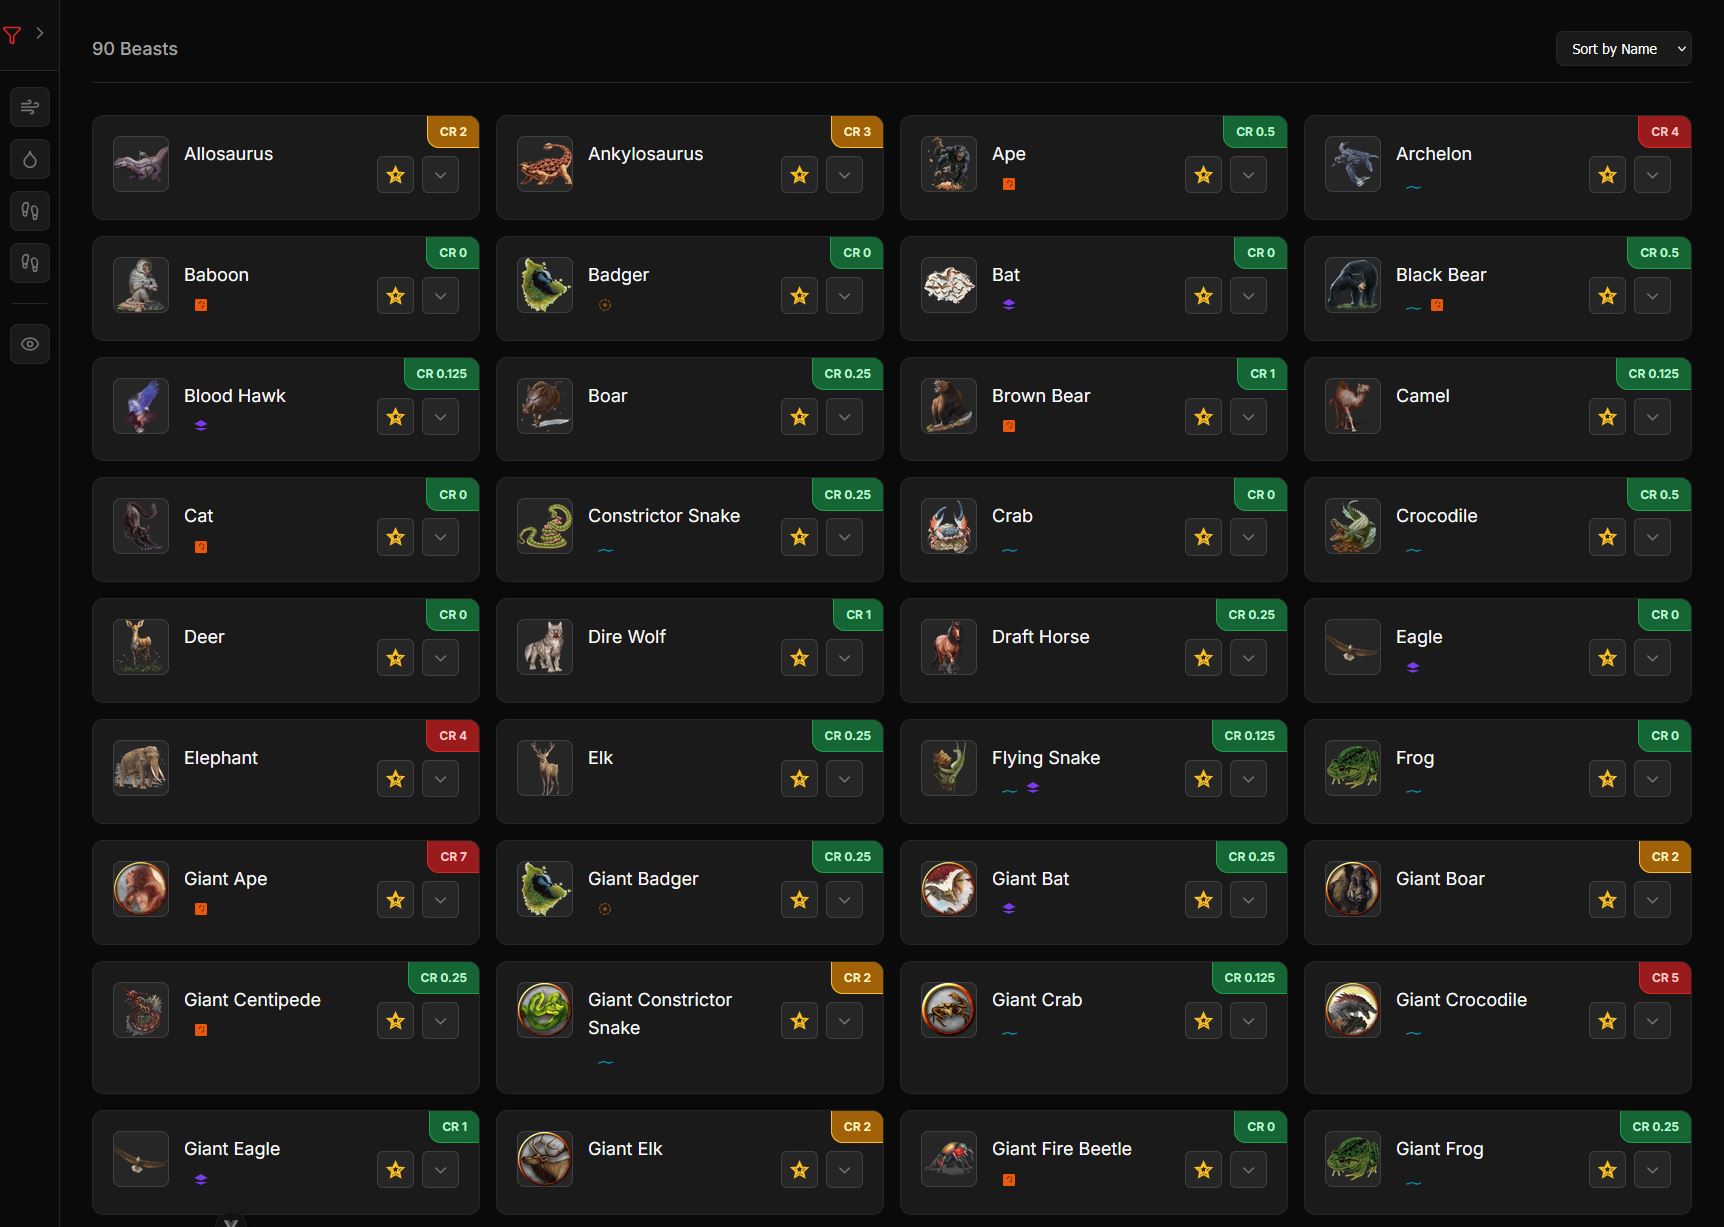 90 Beasts
Sort by Name
CR 2
Allosaurus
CR 3
Ankylosaurus
CR 0.5
Ape
CR 4
Archelon
CR 0
Baboon
CR 0
Badger
CR 0
Bat
CR 0.5
Black Bear
CR 0.125
Blood Hawk
CR 0.25
Boar
CR 1
Brown Bear
CR 0.125
Camel
CR 0
Cat
CR 0.25
Constrictor Snake
CR 0
Crab
CR 0.5
Crocodile
CR 0
Deer
CR 1
Dire Wolf
CR 0.25
Draft Horse
CR 0
Eagle
CR 4
Elephant
CR 0.25
Elk
CR 0.125
Flying Snake
CR 0
Frog
CR 7
Giant Ape
CR 0.25
Giant Badger
CR 0.25
Giant Bat
CR 2
Giant Boar
CR 0.25
Giant Centipede
CR 2
Giant Constrictor
Snake
CR 0.125
Giant Crab
CR 5
Giant Crocodile
CR 1
Giant Eagle
CR 2
Giant Elk
CR 0
Giant Fire Beetle
CR 0.25
Giant Frog